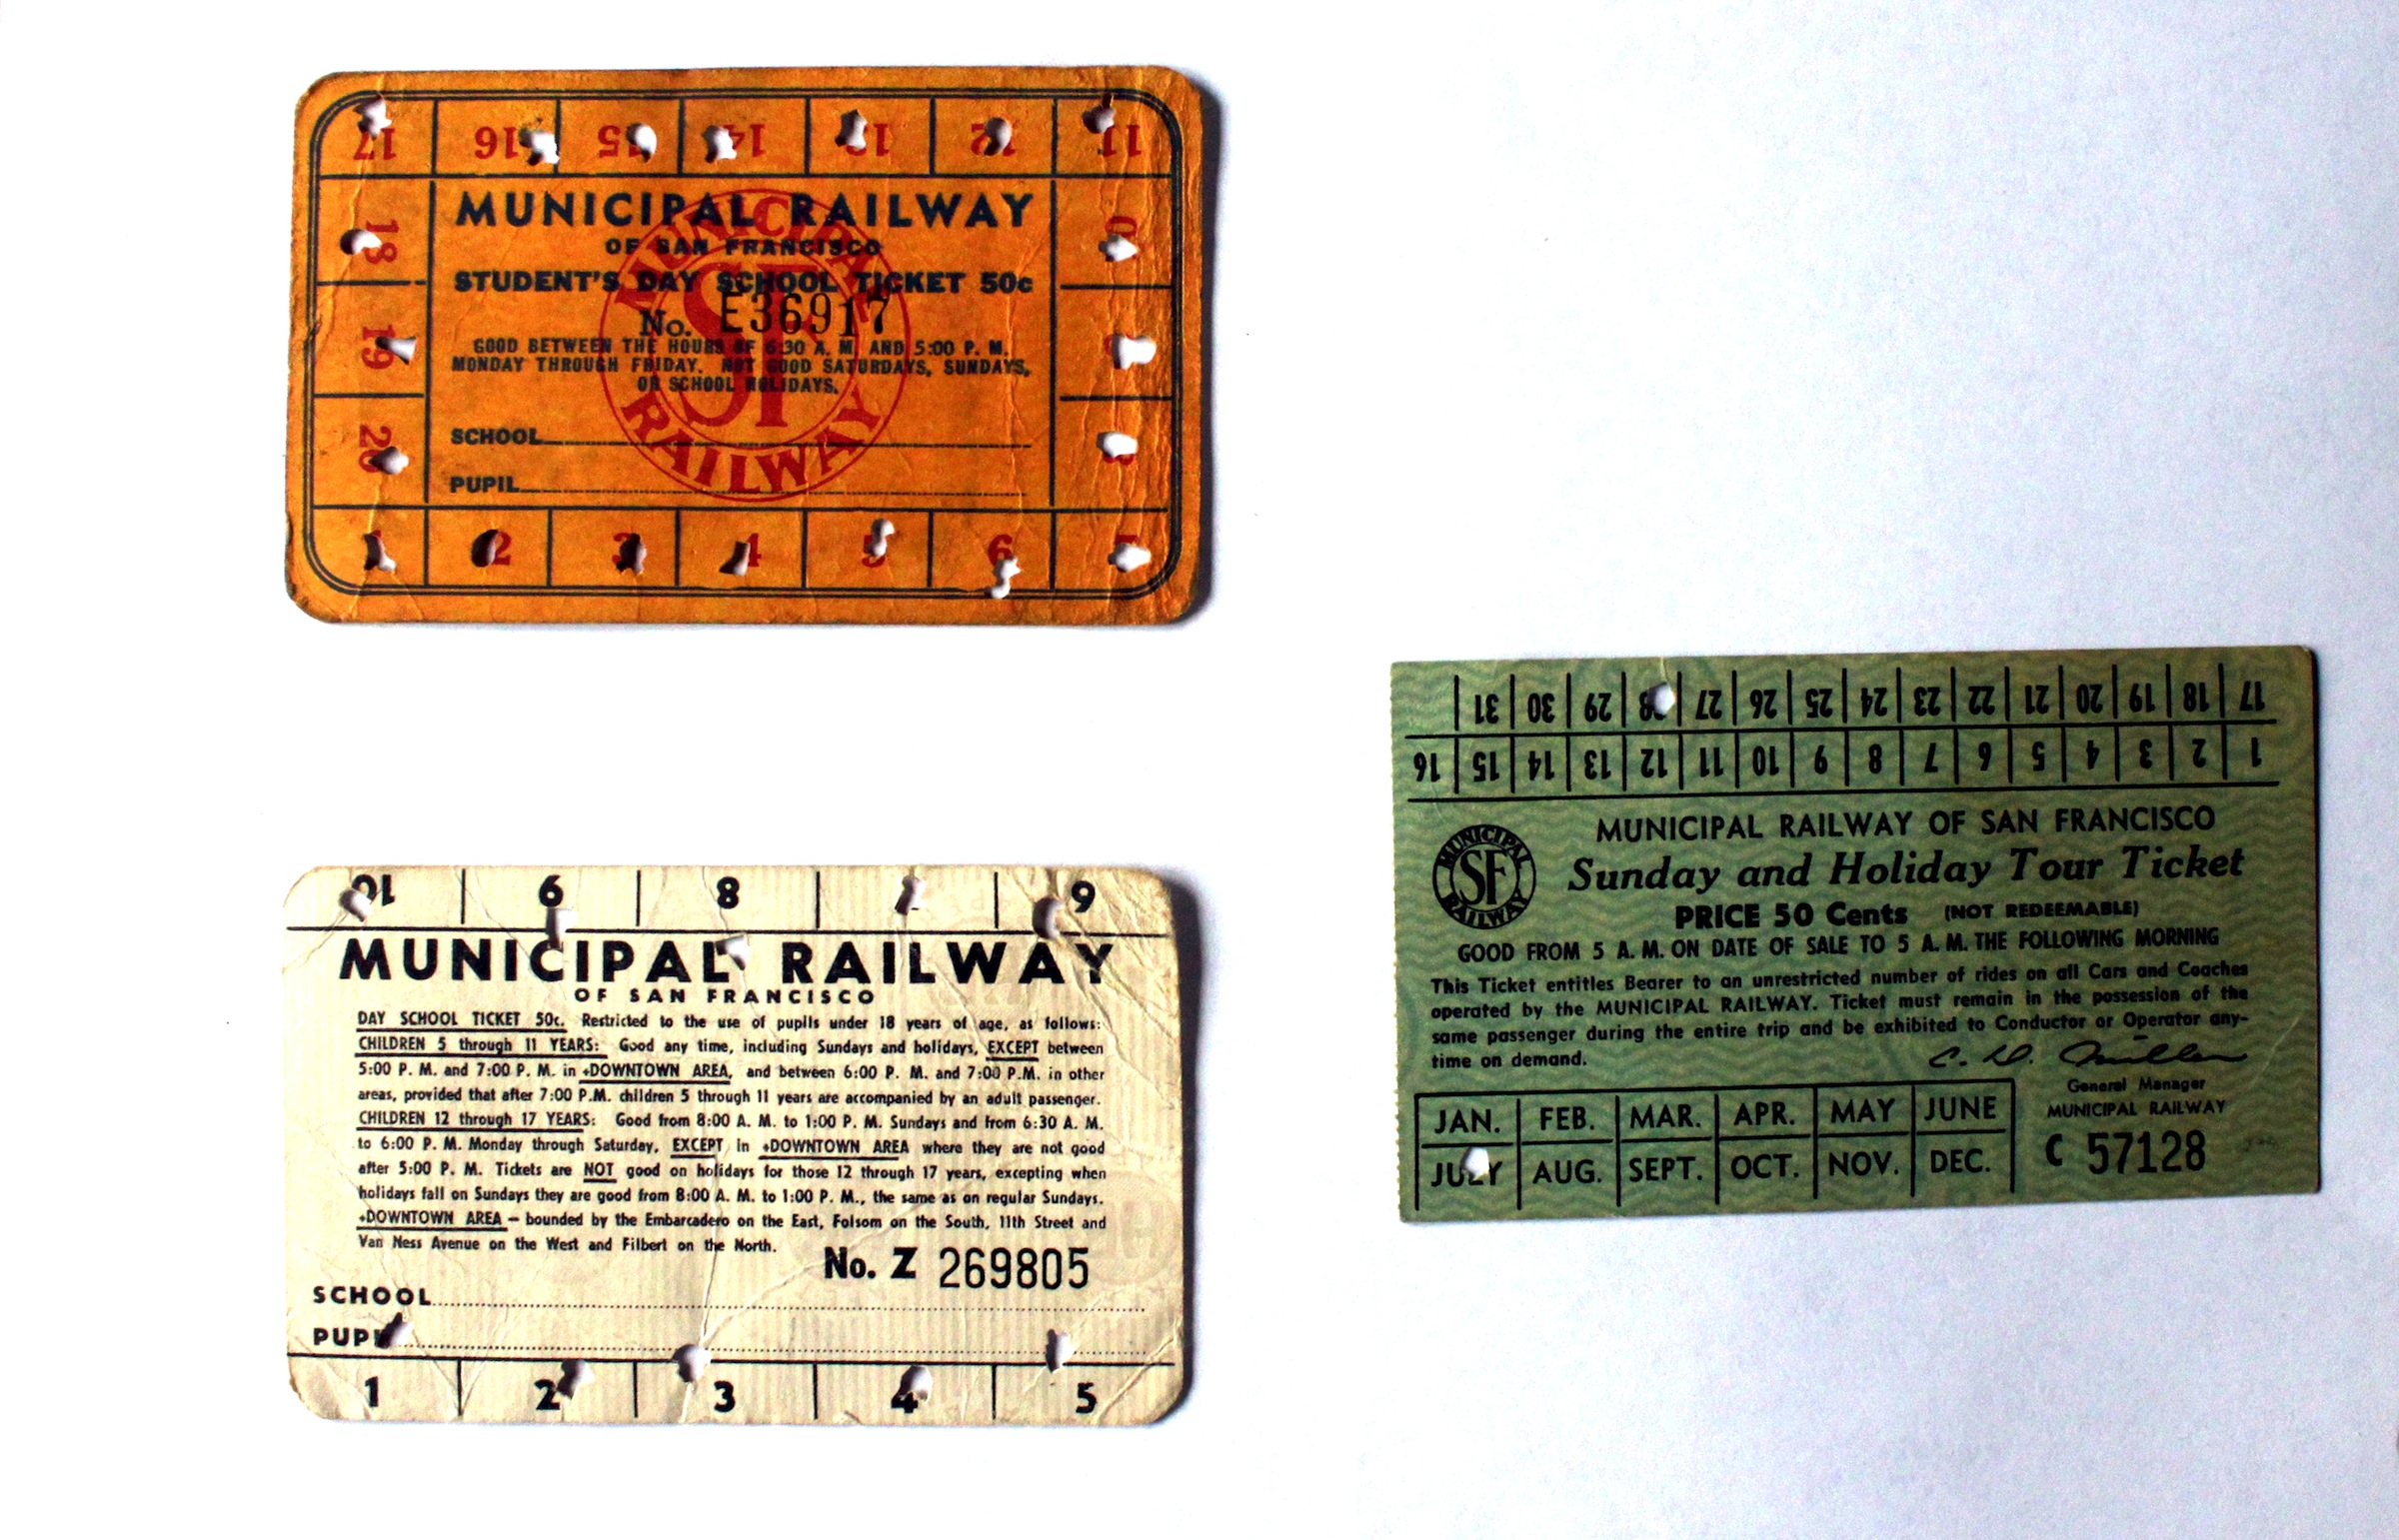 17 16 15 14 13 12 11
MUNICIPAL RAILWAY
OF SAN FRANCISCO
STUDENT'S DAY SCHOOL TICKET 50c
No. E36917
GOOD BETWEEN THE HOURS OF 6:30 A. M. AND 5:00 P. M.
MONDAY THROUGH FRIDAY. NOT GOOD SATURDAYS, SUNDAYS,
OR SCHOOL HOLIDAYS.
SCHOOL
PUPIL
MUNICIPAL
SF
RAILWAY
18
19
20
1 2 3 4 5 6
10 9 8 6
MUNICIPAL RAILWAY
OF SAN FRANCISCO
DAY SCHOOL TICKET 50c. Restricted to the use of pupils under 18 years of age, as follows:
CHILDREN 5 through 11 YEARS: Good any time, including Sundays and holidays, EXCEPT between
5:00 P. M. and 7:00 P. M. in +DOWNTOWN AREA, and between 6:00 P. M. and 7:00 P.M. in other
areas, provided that after 7:00 P.M. children 5 through 11 years are accompanied by an adult passenger.
CHILDREN 12 through 17 YEARS: Good from 8:00 A. M. to 1:00 P. M. Sundays and from 6:30 A. M.
to 6:00 P. M. Monday through Saturday, EXCEPT in +DOWNTOWN AREA where they are not good
after 5:00 P. M. Tickets are NOT good on holidays for those 12 through 17 years, excepting when
holidays fall on Sundays they are good from 8:00 A. M. to 1:00 P. M., the same as on regular Sundays.
+DOWNTOWN AREA — bounded by the Embarcadero on the East, Folsom on the South, 11th Street and
Van Ness Avenue on the West and Filbert on the North.
No. Z 269805
SCHOOL
PUPIL
1 2 3 4 5
31 30 29 28 27 26 25 24 23 22 21 20 19 18 17
16 15 14 13 12 11 10 9 8 7 6 5 4 3 2 1
MUNICIPAL RAILWAY OF SAN FRANCISCO
MUNICIPAL
SF
RAILWAY
Sunday and Holiday Tour Ticket
PRICE 50 Cents (NOT REDEEMABLE)
GOOD FROM 5 A. M. ON DATE OF SALE TO 5 A. M. THE FOLLOWING MORNING
This Ticket entitles Bearer to an unrestricted number of rides on all Cars and Coaches
operated by the MUNICIPAL RAILWAY. Ticket must remain in the possession of the
same passenger during the entire trip and be exhibited to Conductor or Operator any-
time on demand.
General Manager
MUNICIPAL RAILWAY
C 57128
JAN. FEB. MAR. APR. MAY JUNE
JULY AUG. SEPT. OCT. NOV. DEC.